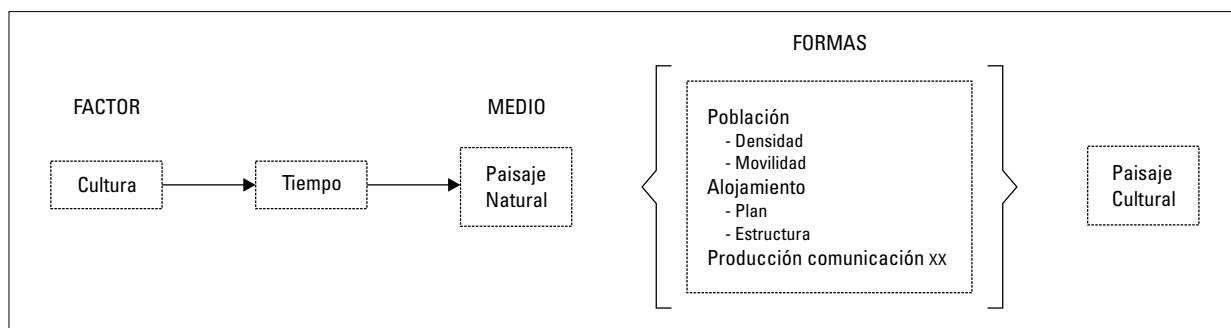 FORMAS
FACTOR
MEDIO
Cultura
Tiempo
Paisaje
Natural
Población
- Densidad
- Movilidad
Alojamiento
- Plan
- Estructura
Producción comunicación xx
Paisaje
Cultural